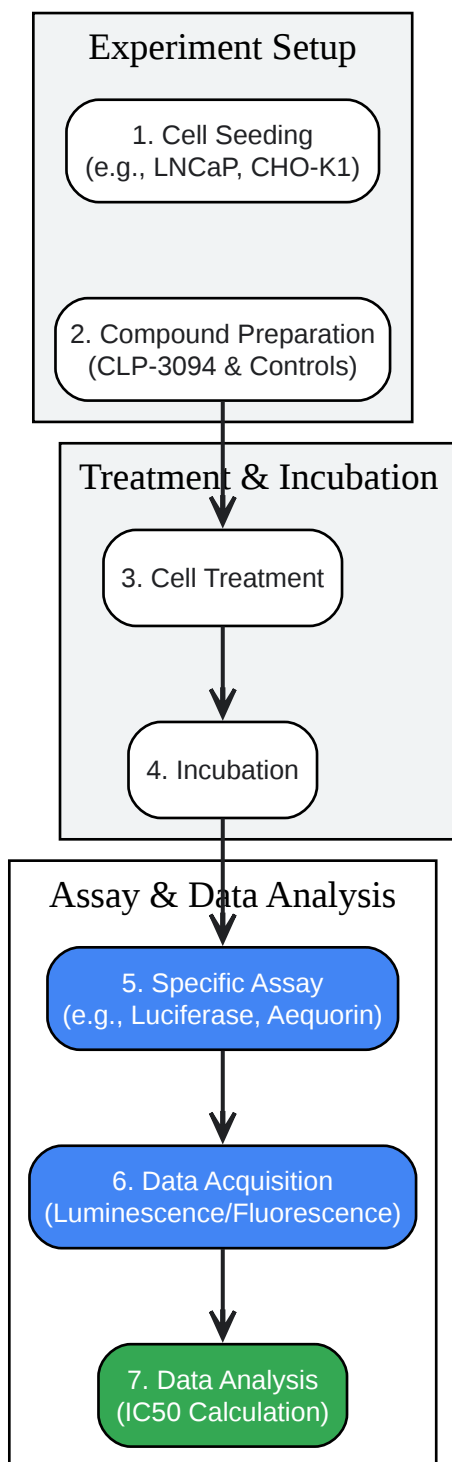 Experiment Setup
1. Cell Seeding
(e.g., LNCaP, CHO-K1)
2. Compound Preparation
(CLP-3094 & Controls)
Treatment & Incubation
3. Cell Treatment
4. Incubation
Assay & Data Analysis
5. Specific Assay
(e.g., Luciferase, Aequorin)
6. Data Acquisition
(Luminescence/Fluorescence)
7. Data Analysis
(IC50 Calculation)